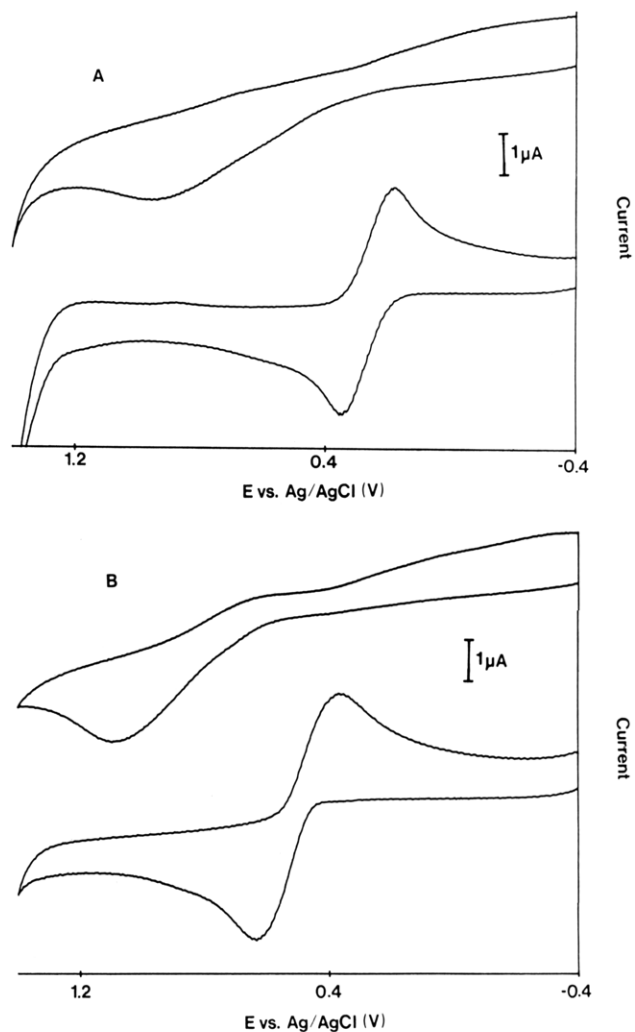 A
1μA
Current
1.2 0.4 -0.4
E vs. Ag/AgCl (V)
B
1μA
Current
1.2 0.4 -0.4
E vs. Ag/AgCl (V)